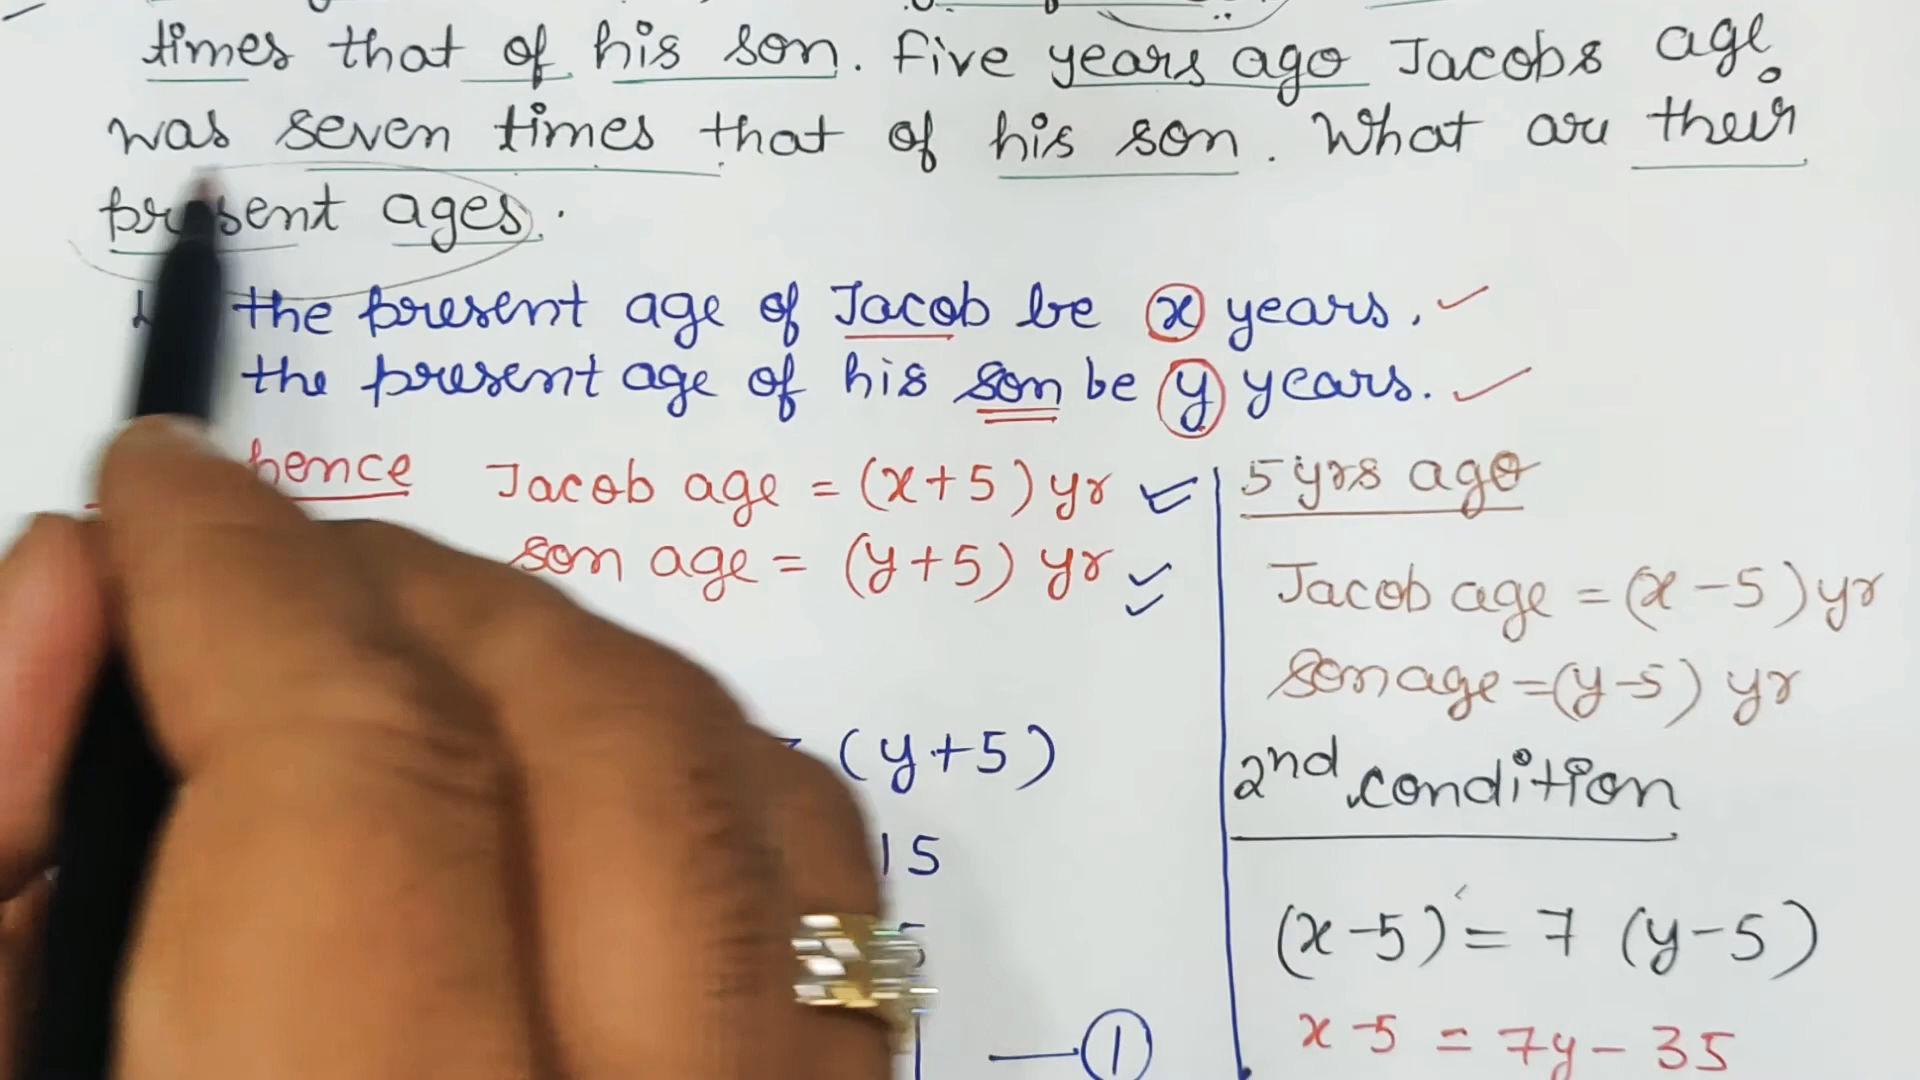 times that of his son. Five years ago Jacobs age
was seven times that of his son. What are their
present ages.
the present age of Jacob be x years.
the present age of his son be y years.
hence Jacob age = (x+5) yr
son age = (y+5) yr
(y+5)
15
5
1
5 yrs ago
Jacob age = (x-5) yr
Son age = (y-5) yr
2nd condition
(x-5) = 7 (y-5)
x-5 = 7y-35